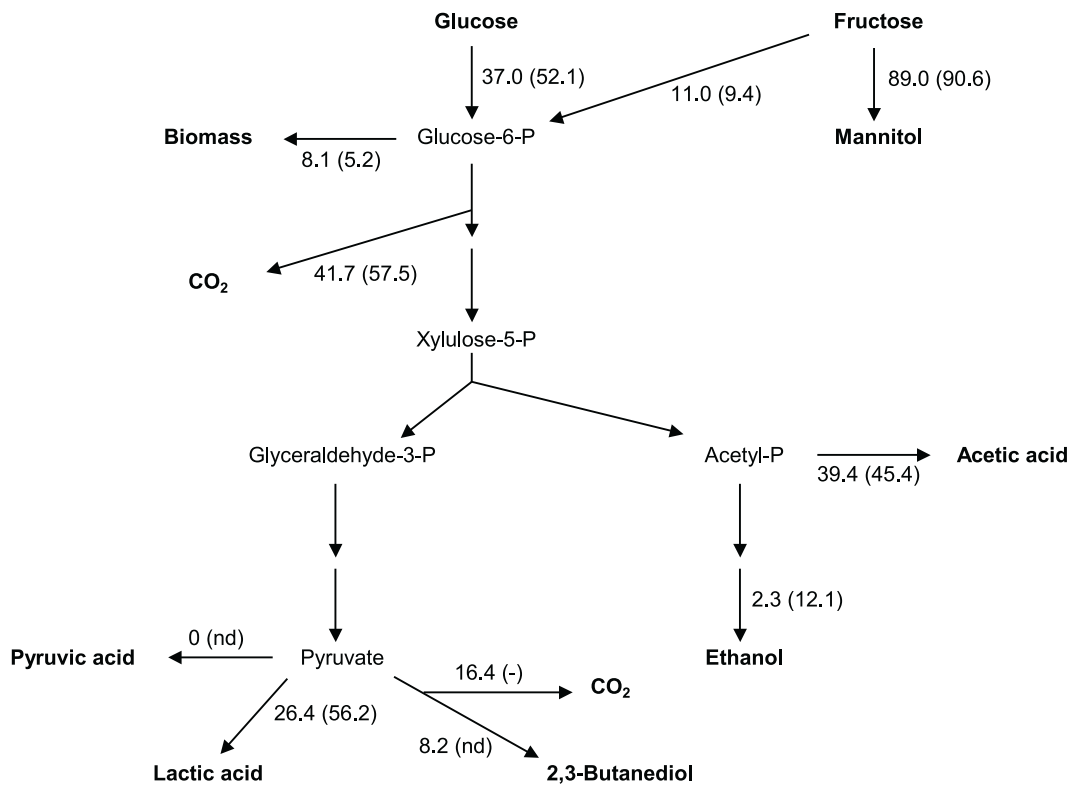 Glucose
Fructose
37.0 (52.1)
11.0 (9.4)
89.0 (90.6)
Biomass
Glucose-6-P
Mannitol
8.1 (5.2)
CO₂
41.7 (57.5)
Xylulose-5-P
Glyceraldehyde-3-P
Acetyl-P
Acetic acid
39.4 (45.4)
2.3 (12.1)
0 (nd)
Pyruvic acid
Pyruvate
Ethanol
16.4 (-)
CO₂
26.4 (56.2)
8.2 (nd)
Lactic acid
2,3-Butanediol